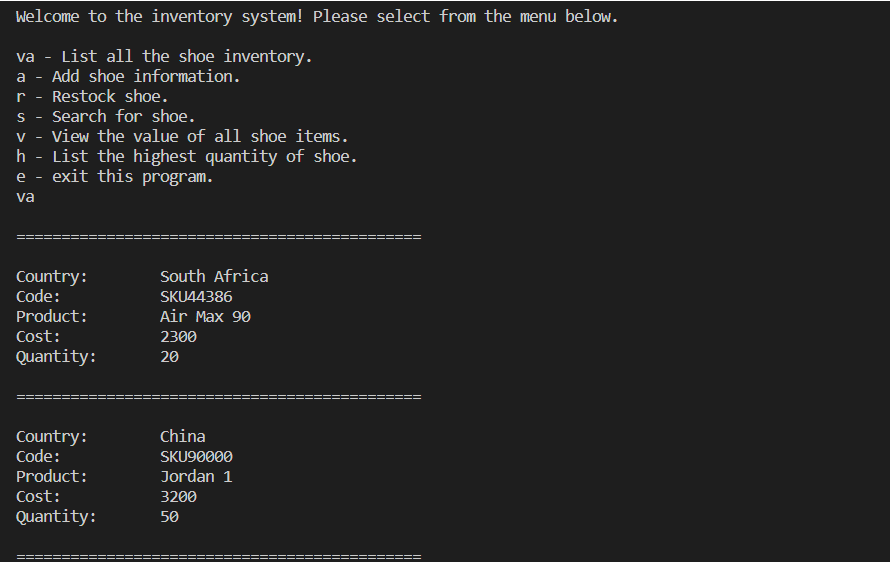 Welcome to the inventory system! Please select from the menu below.
va - List all the shoe inventory.
a - Add shoe information.
r - Restock shoe.
s - Search for shoe.
v - View the value of all shoe items.
h - List the highest quantity of shoe.
e - exit this program.
va
=============================================
Country:        South Africa
Code:           SKU44386
Product:        Air Max 90
Cost:           2300
Quantity:       20
=============================================
Country:        China
Code:           SKU90000
Product:        Jordan 1
Cost:           3200
Quantity:       50
=============================================